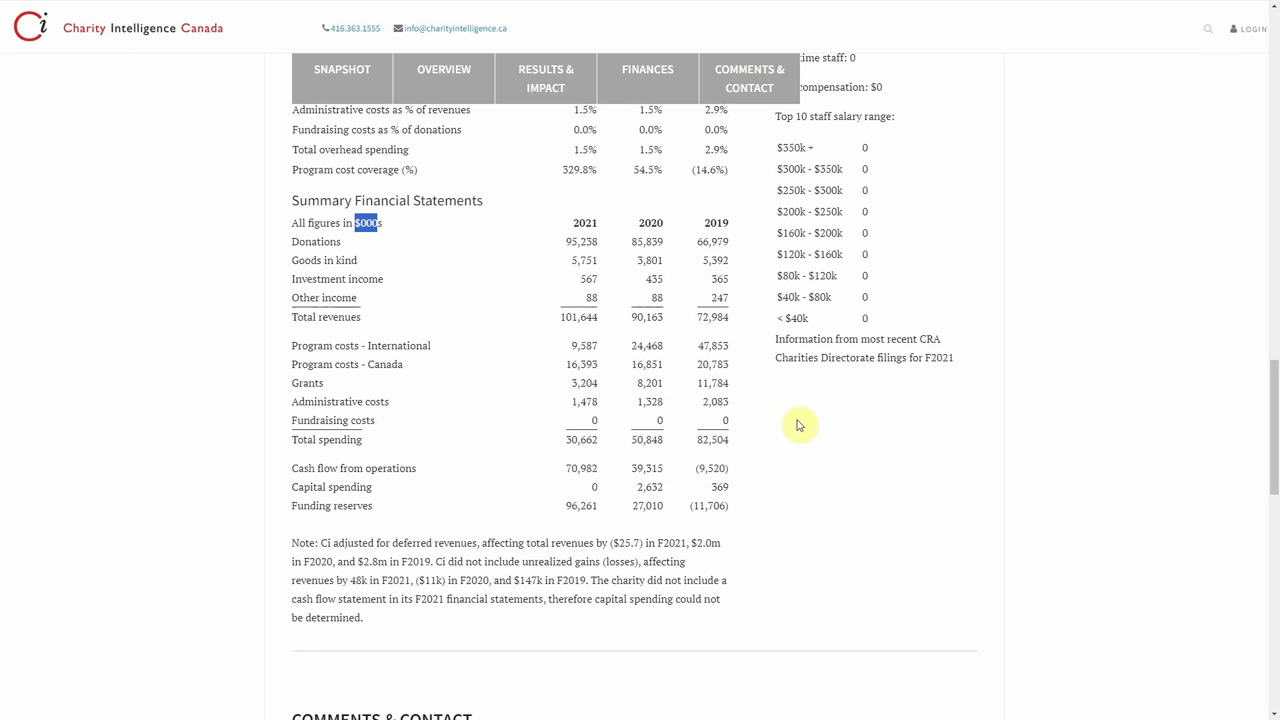 Charity Intelligence Canada
416.363.1555 info@charityintelligence.ca
LOGIN
SNAPSHOT OVERVIEW RESULTS & IMPACT FINANCES COMMENTS & CONTACT
Administrative costs as % of revenues 1.5% 1.5% 2.9%
Fundraising costs as % of donations 0.0% 0.0% 0.0%
Total overhead spending 1.5% 1.5% 2.9%
Program cost coverage (%) 329.8% 54.5% (14.6%)
Summary Financial Statements
All figures in $000s 2021 2020 2019
Donations 95,238 85,839 66,979
Goods in kind 5,751 3,801 5,392
Investment income 567 435 365
Other income 88 88 247
Total revenues 101,644 90,163 72,984
Program costs - International 9,587 24,468 47,853
Program costs - Canada 16,393 16,851 20,783
Grants 3,204 8,201 11,784
Administrative costs 1,478 1,328 2,083
Fundraising costs 0 0 0
Total spending 30,662 50,848 82,504
Cash flow from operations 70,982 39,315 (9,520)
Capital spending 0 2,632 369
Funding reserves 96,261 27,010 (11,706)
Note: Ci adjusted for deferred revenues, affecting total revenues by ($25.7) in F2021, $2.0m
in F2020, and $2.8m in F2019. Ci did not include unrealized gains (losses), affecting
revenues by 48k in F2021, ($11k) in F2020, and $147k in F2019. The charity did not include a
cash flow statement in its F2021 financial statements, therefore capital spending could not
be determined.
time staff: 0
compensation: $0
Top 10 staff salary range:
$350k + 0
$300k - $350k 0
$250k - $300k 0
$200k - $250k 0
$160k - $200k 0
$120k - $160k 0
$80k - $120k 0
$40k - $80k 0
< $40k 0
Information from most recent CRA
Charities Directorate filings for F2021
COMMENTS & CONTACT